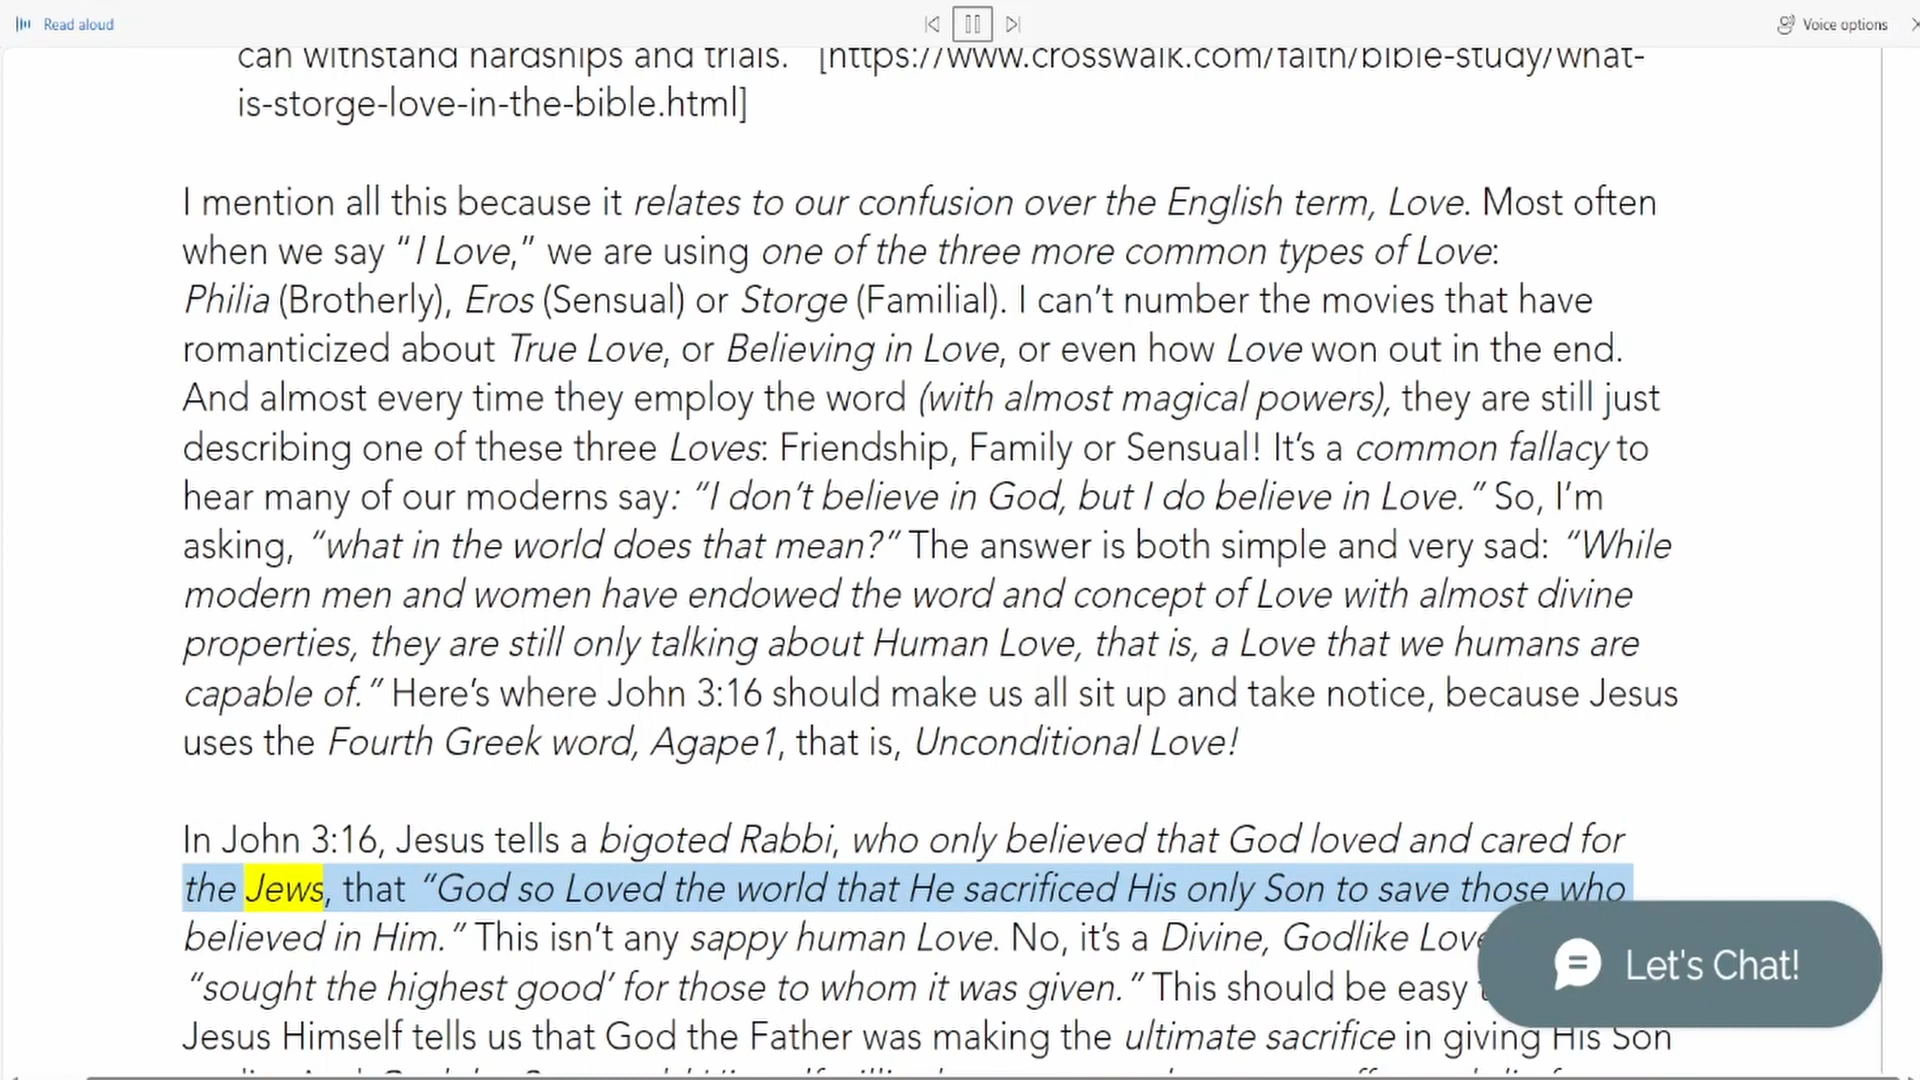 Read aloud
Voice options
can withstand hardships and trials. [https://www.crosswalk.com/faith/bible-study/what-
is-storge-love-in-the-bible.html]
I mention all this because it relates to our confusion over the English term, Love. Most often
when we say “I Love,” we are using one of the three more common types of Love:
Philia (Brotherly), Eros (Sensual) or Storge (Familial). I can’t number the movies that have
romanticized about True Love, or Believing in Love, or even how Love won out in the end.
And almost every time they employ the word (with almost magical powers), they are still just
describing one of these three Loves: Friendship, Family or Sensual! It’s a common fallacy to
hear many of our moderns say: “I don’t believe in God, but I do believe in Love.” So, I’m
asking, “what in the world does that mean?” The answer is both simple and very sad: “While
modern men and women have endowed the word and concept of Love with almost divine
properties, they are still only talking about Human Love, that is, a Love that we humans are
capable of.” Here’s where John 3:16 should make us all sit up and take notice, because Jesus
uses the Fourth Greek word, Agape1, that is, Unconditional Love!
In John 3:16, Jesus tells a bigoted Rabbi, who only believed that God loved and cared for
the Jews, that “God so Loved the world that He sacrificed His only Son to save those who
believed in Him.” This isn’t any sappy human Love. No, it’s a Divine, Godlike Love
“sought the highest good’ for those to whom it was given.” This should be easy
Jesus Himself tells us that God the Father was making the ultimate sacrifice in giving His Son
Let's Chat!